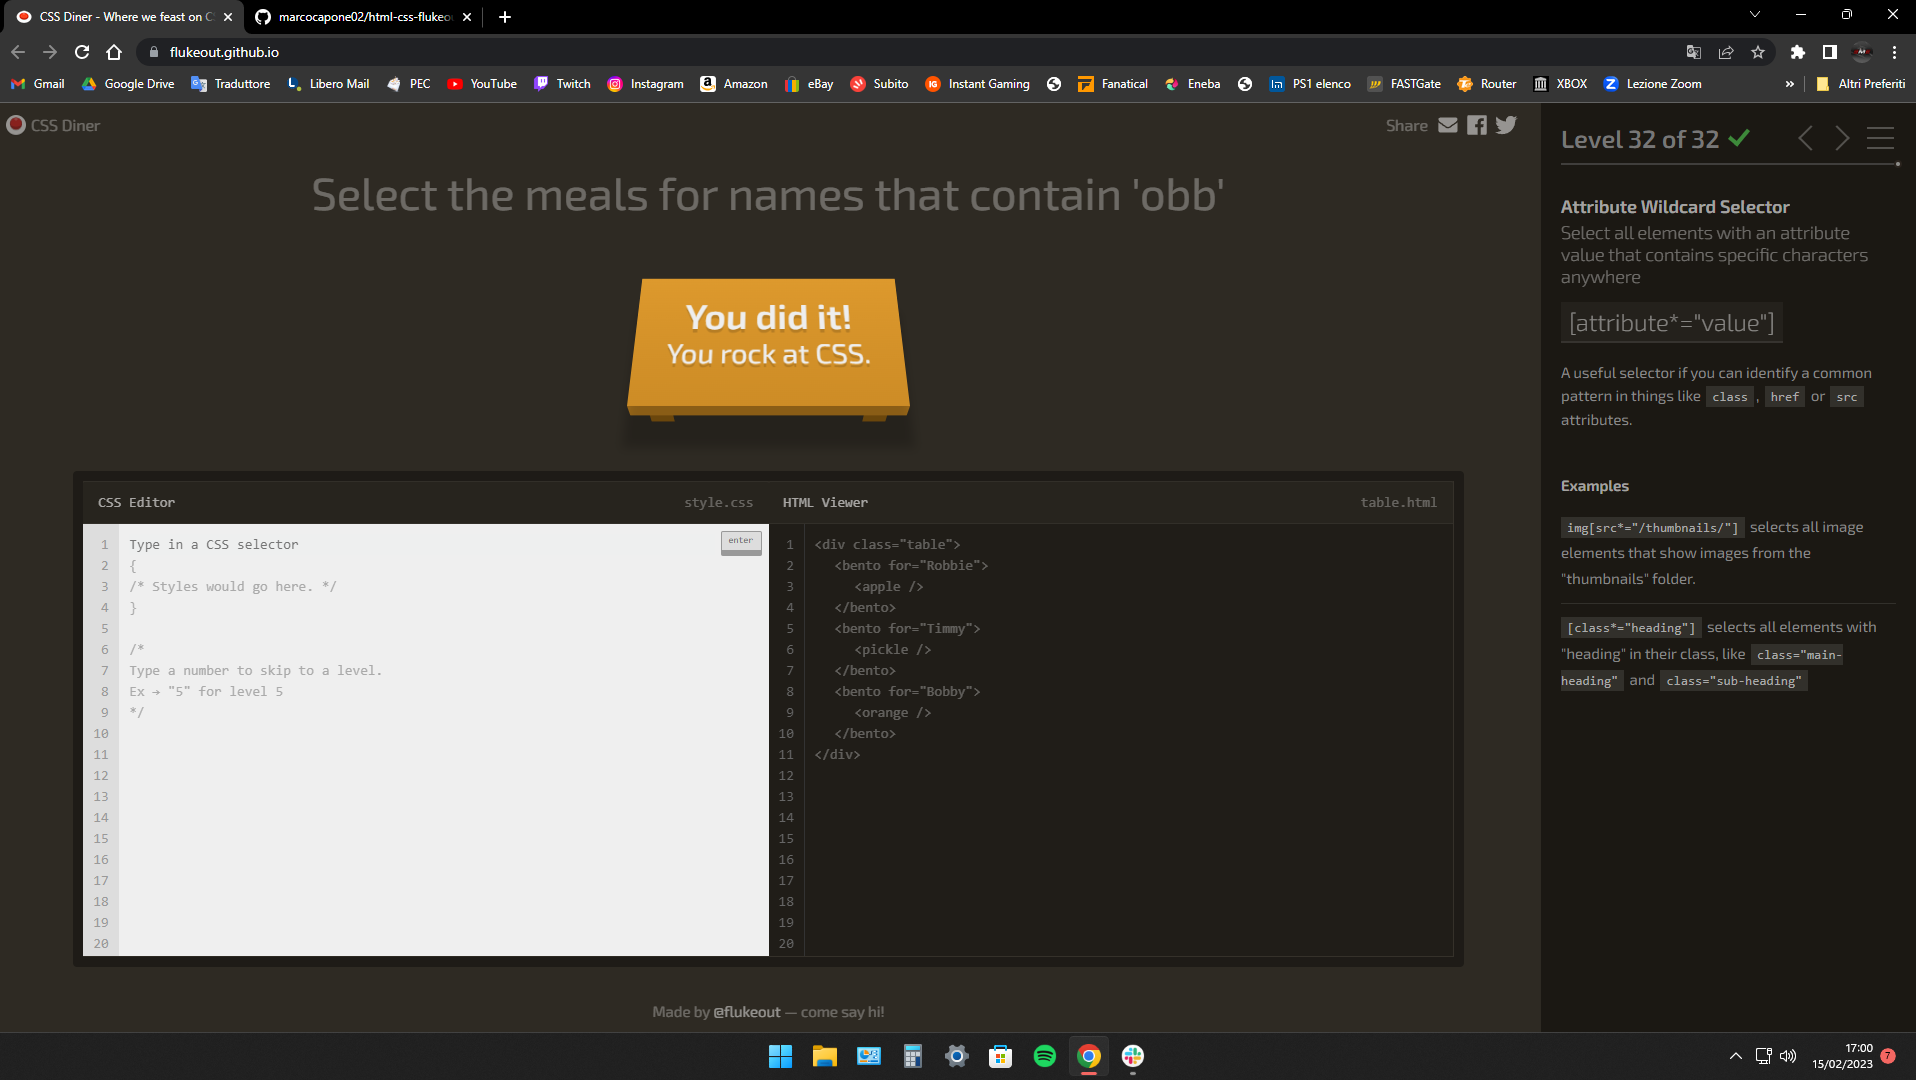 CSS Diner - Where we feast on CS
marcocapone02/html-css-flukeou
flukeout.github.io
Gmail Google Drive Traduttore Libero Mail PEC YouTube Twitch Instagram Amazon eBay Subito Instant Gaming Fanatical Eneba PS1 elenco FASTGate Router XBOX Lezione Zoom » Altri Preferiti
CSS Diner
Share
Select the meals for names that contain 'obb'
You did it!
You rock at CSS.
CSS Editor style.css
1 Type in a CSS selector
enter
2 {
3 /* Styles would go here. */
4 }
5
6 /*
7 Type a number to skip to a level.
8 Ex → "5" for level 5
9 */
10
11
12
13
14
15
16
17
18
19
20
HTML Viewer table.html
1 <div class="table">
2 <bento for="Robbie">
3 <apple />
4 </bento>
5 <bento for="Timmy">
6 <pickle />
7 </bento>
8 <bento for="Bobby">
9 <orange />
10 </bento>
11 </div>
12
13
14
15
16
17
18
19
20
Made by @flukeout — come say hi!
Level 32 of 32
Attribute Wildcard Selector
Select all elements with an attribute
value that contains specific characters
anywhere
[attribute*="value"]
A useful selector if you can identify a common
pattern in things like class , href or src
attributes.
Examples
img[src*="/thumbnails/"] selects all image
elements that show images from the
"thumbnails" folder.
[class*="heading"] selects all elements with
"heading" in their class, like class="main-
heading" and class="sub-heading"
17:00
15/02/2023
7